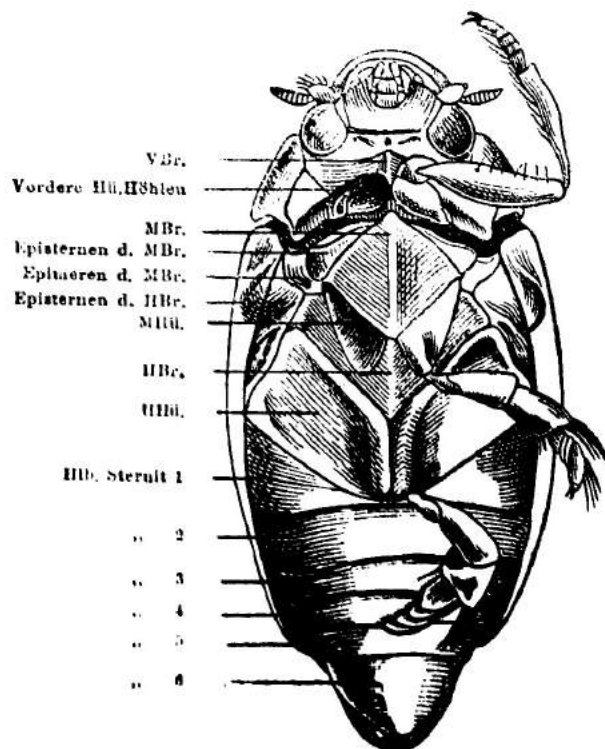 VBr.
Vordere Hü.Höhlen
MBr.
Episternen d. MBr.
Epimeren d. MBr.
Episternen d. HBr.
MHü.
HBr.
HHü.
Hlb. Sternit 1
„ 2
„ 3
„ 4
„ 5
„ 6